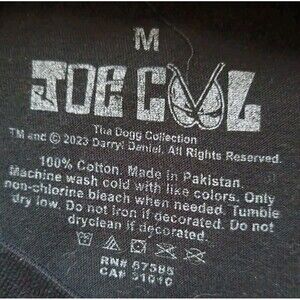 M
JOE COOL
Tha Dogg Collection
TM and © 2023 Darryl Daniel. All Rights Reserved.
100% Cotton. Made in Pakistan.
Machine wash cold with like colors. Only
non-chlorine bleach when needed. Tumble
dry low. Do not iron if decorated. Do not
dryclean if decorated.
RN# 67585
CA# 31010